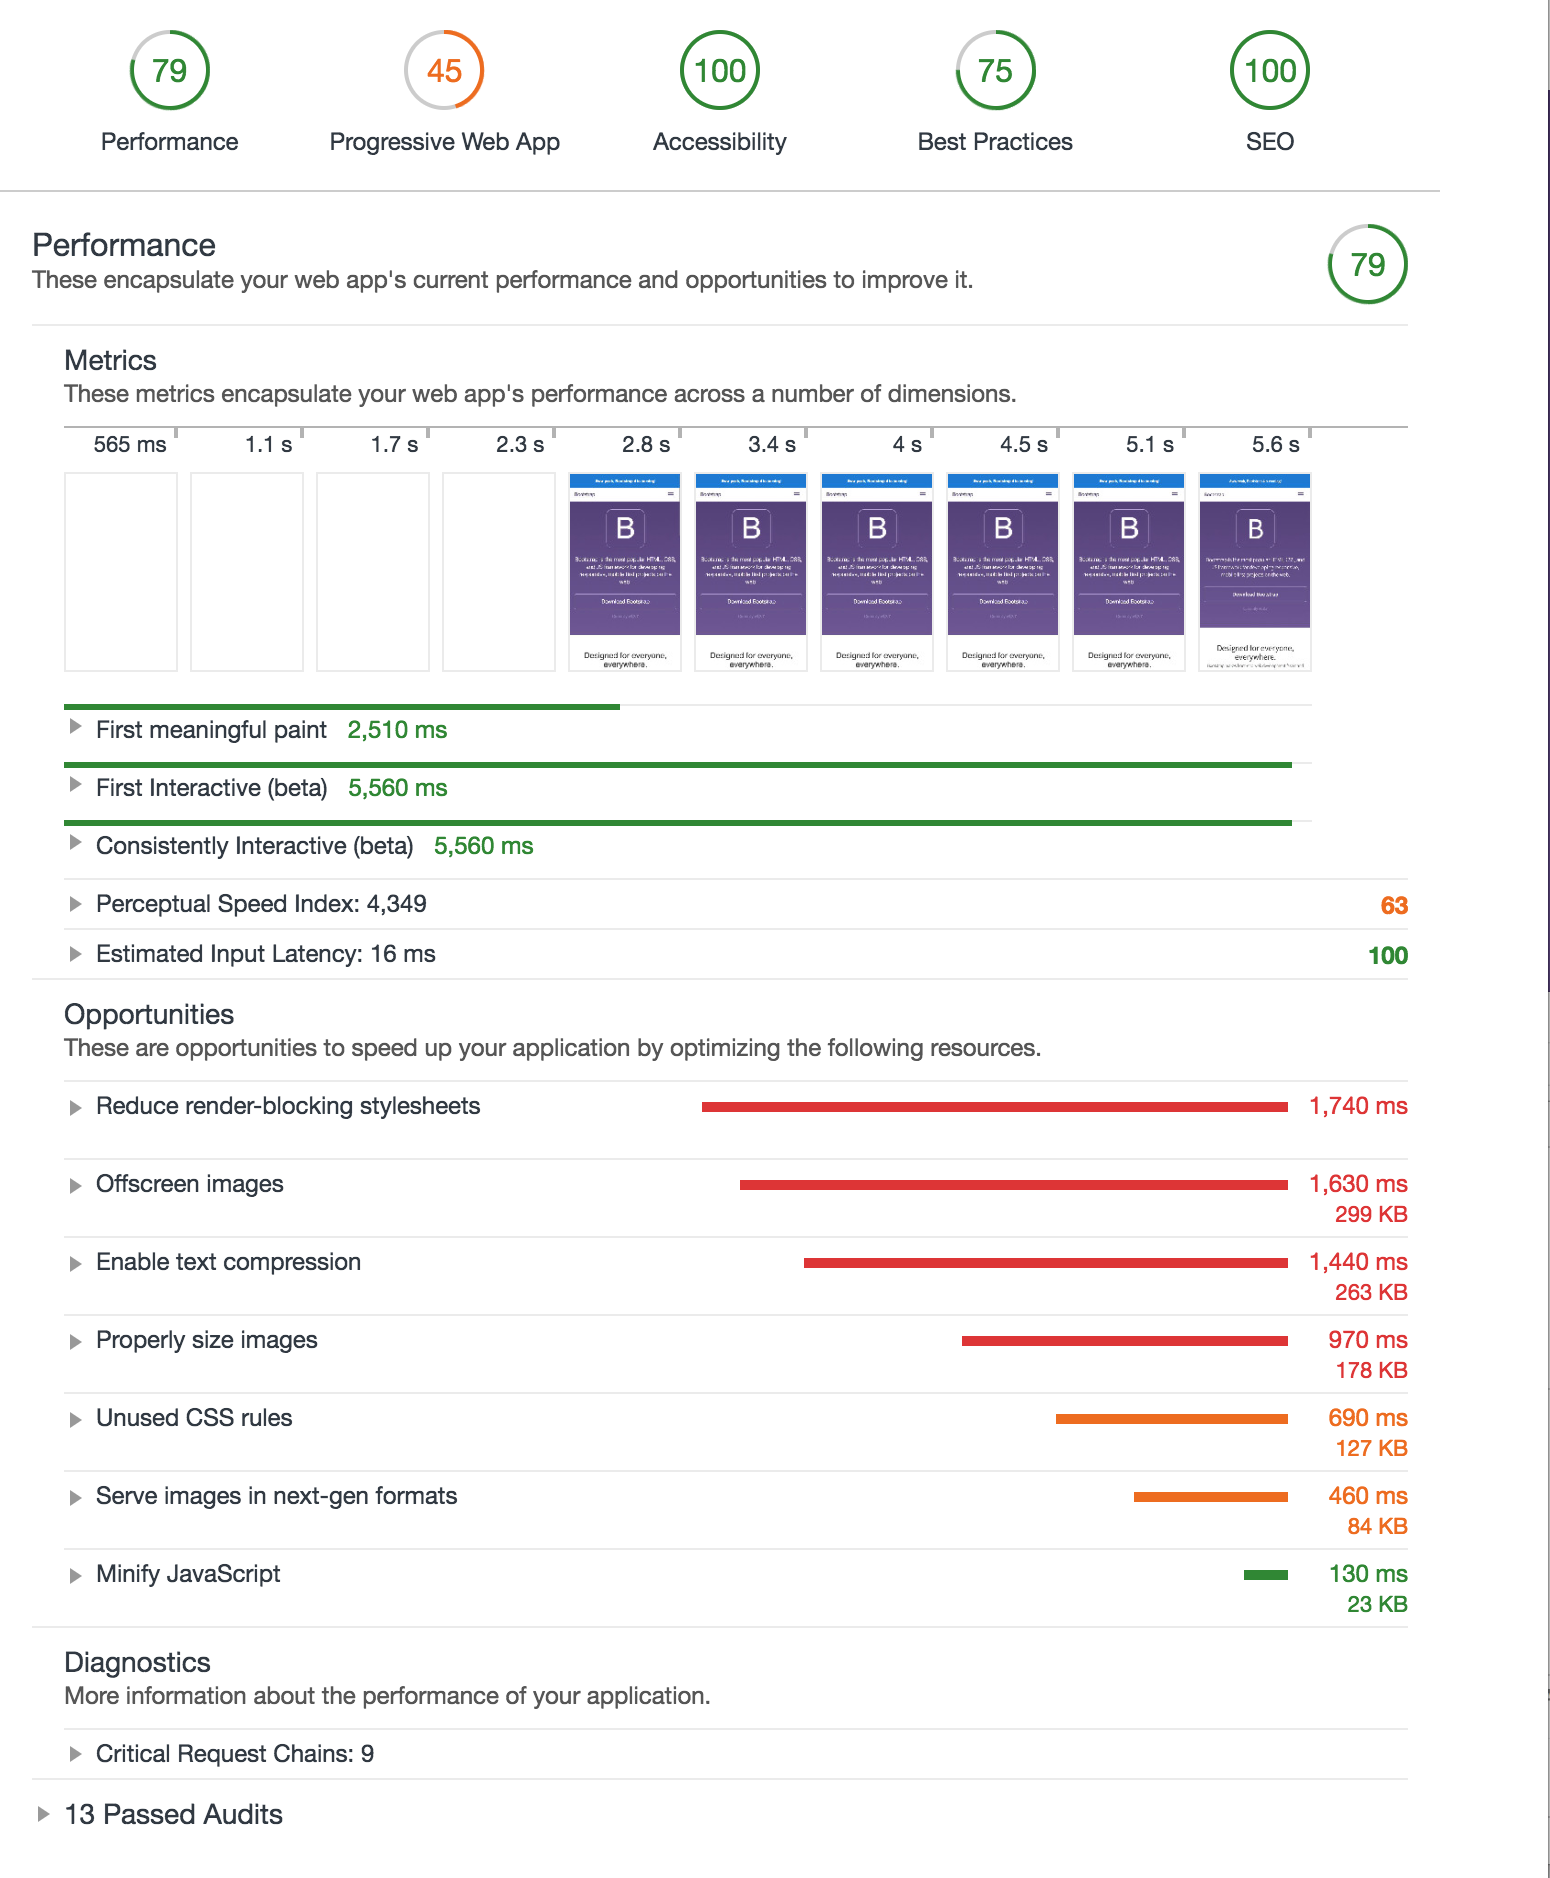 79
45
100
75
100
Performance
Progressive Web App
Accessibility
Best Practices
SEO
Performance
These encapsulate your web app's current performance and opportunities to improve it.
79
Metrics
These metrics encapsulate your web app's performance across a number of dimensions.
565 ms
1.1 s
1.7 s
2.3 s
2.8 s
3.4 s
4 s
4.5 s
5.1 s
5.6 s
B
Download Bootstrap
Designed for everyone,
everywhere.
B
Download Bootstrap
Designed for everyone,
everywhere.
B
Download Bootstrap
Designed for everyone,
everywhere.
B
Download Bootstrap
Designed for everyone,
everywhere.
B
Download Bootstrap
Designed for everyone,
everywhere.
B
Download Bootstrap
Designed for everyone,
everywhere.
First meaningful paint 2,510 ms
First Interactive (beta) 5,560 ms
Consistently Interactive (beta) 5,560 ms
Perceptual Speed Index: 4,349 63
Estimated Input Latency: 16 ms 100
Opportunities
These are opportunities to speed up your application by optimizing the following resources.
Reduce render-blocking stylesheets 1,740 ms
Offscreen images 1,630 ms
299 KB
Enable text compression 1,440 ms
263 KB
Properly size images 970 ms
178 KB
Unused CSS rules 690 ms
127 KB
Serve images in next-gen formats 460 ms
84 KB
Minify JavaScript 130 ms
23 KB
Diagnostics
More information about the performance of your application.
Critical Request Chains: 9
13 Passed Audits